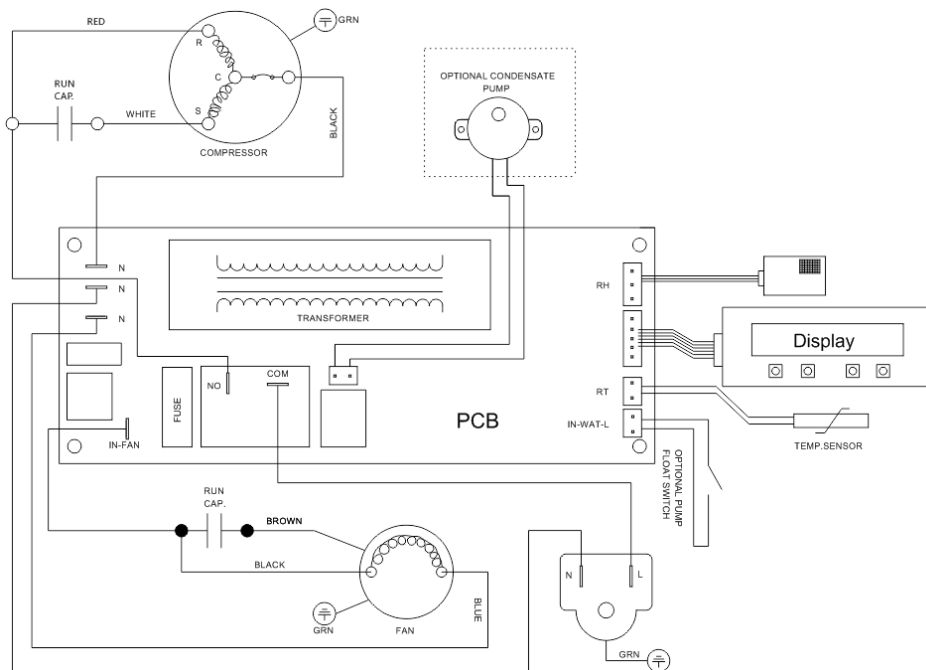 RED
GRN
R
C
S
RUN
CAP.
WHITE
BLACK
COMPRESSOR
OPTIONAL CONDENSATE
PUMP
N
N
N
TRANSFORMER
RH
Display
FUSE
NO
COM
PCB
RT
IN-WAT-L
IN-FAN
TEMP.SENSOR
OPTIONAL PUMP
FLOAT SWITCH
RUN
CAP.
BROWN
BLACK
BLUE
GRN
FAN
N
L
GRN